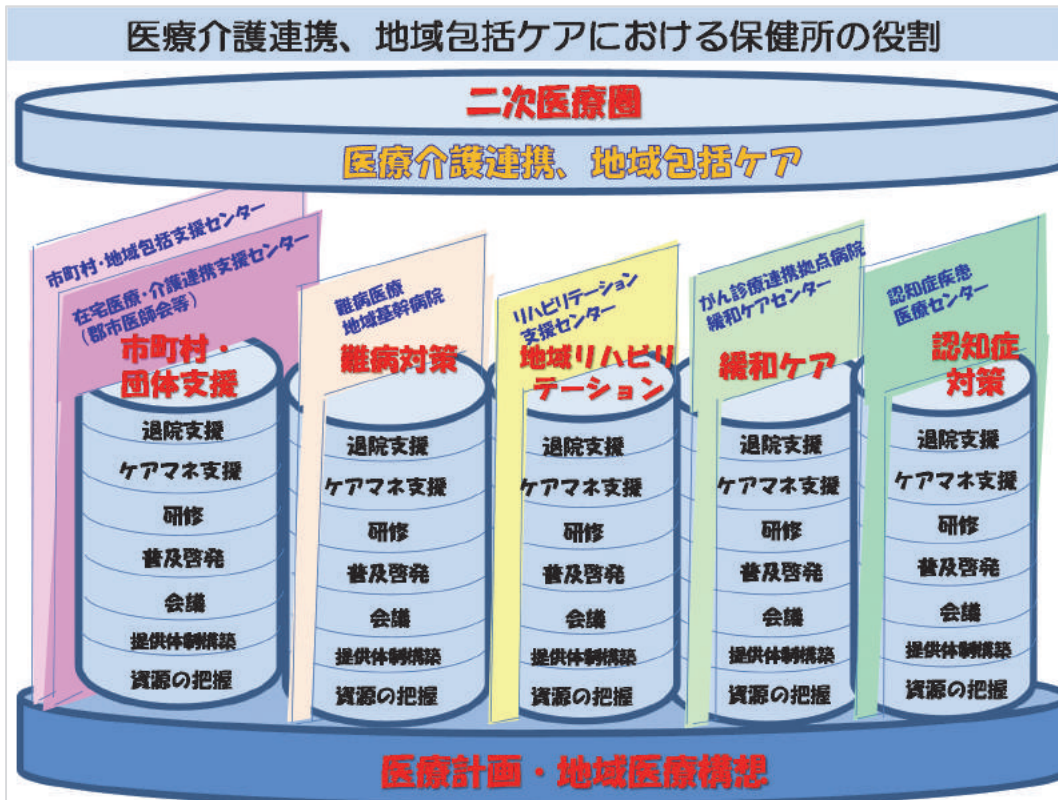 医療介護連携、地域包括ケアにおける保健所の役割
二次医療圏
医療介護連携、地域包括ケア
市町村・地域包括支援センター
在宅医療・介護連携支援センター
(郡市医師会等)
市町村・
団体支援
退院支援
ケアマネ支援
研修
普及啓発
会議
提供体制構築
資源の把握
難病医療
地域基幹病院
難病対策
退院支援
ケアマネ支援
研修
普及啓発
会議
提供体制構築
資源の把握
リハビリテーション
支援センター
地域リハビリ
テーション
退院支援
ケアマネ支援
研修
普及啓発
会議
提供体制構築
資源の把握
がん診療連携拠点病院
緩和ケアセンター
緩和ケア
退院支援
ケアマネ支援
研修
普及啓発
会議
提供体制構築
資源の把握
認知症疾患
医療センター
認知症
対策
退院支援
ケアマネ支援
研修
普及啓発
会議
提供体制構築
資源の把握
医療計画・地域医療構想